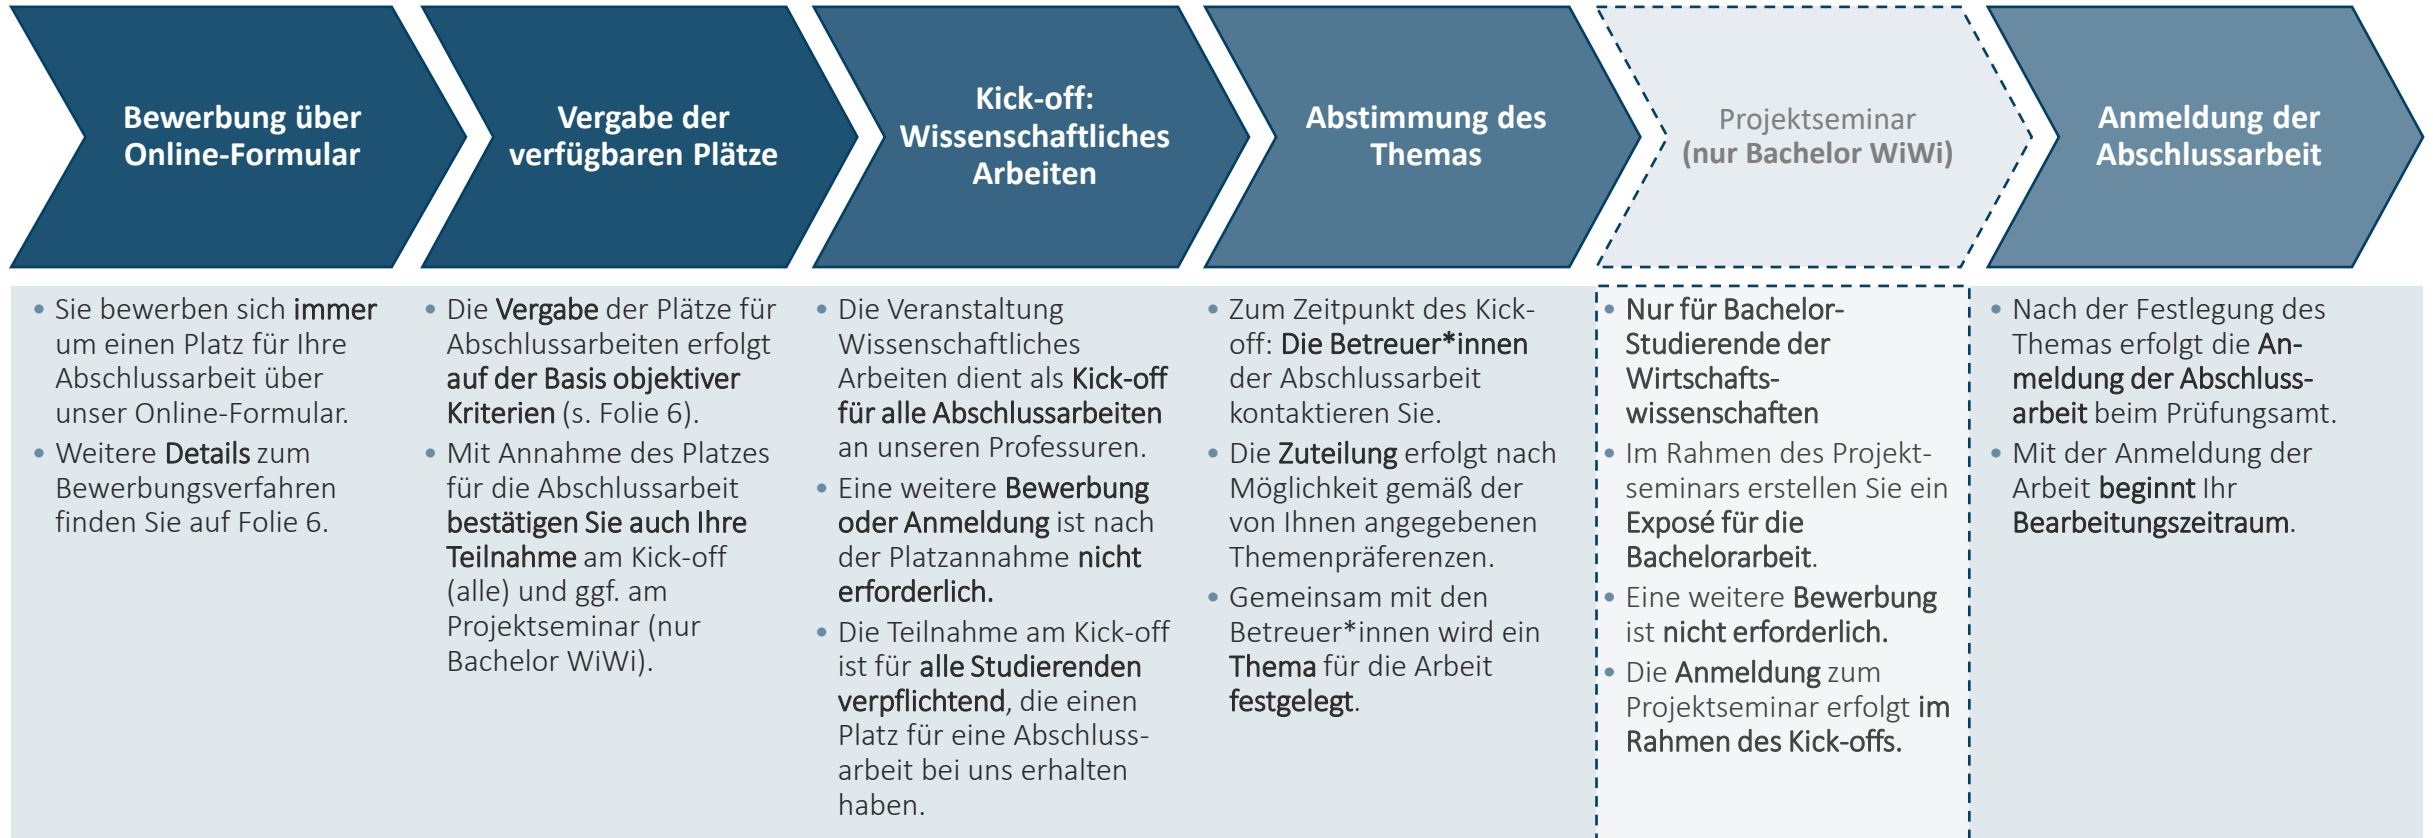 Bewerbung über
Online-Formular
Vergabe der
verfügbaren Plätze
Kick-off:
Wissenschaftliches
Arbeiten
Abstimmung des
Themas
Projektseminar
(nur Bachelor WiWi)
Anmeldung der
Abschlussarbeit
• Sie bewerben sich immer
um einen Platz für Ihre
Abschlussarbeit über
unser Online-Formular.
• Weitere Details zum
Bewerbungsverfahren
finden Sie auf Folie 6.
• Die Vergabe der Plätze für
Abschlussarbeiten erfolgt
auf der Basis objektiver
Kriterien (s. Folie 6).
• Mit Annahme des Platzes
für die Abschlussarbeit
bestätigen Sie auch Ihre
Teilnahme am Kick-off
(alle) und ggf. am
Projektseminar (nur
Bachelor WiWi).
• Die Veranstaltung
Wissenschaftliches
Arbeiten dient als Kick-off
für alle Abschlussarbeiten
an unseren Professuren.
• Eine weitere Bewerbung
oder Anmeldung ist nach
der Platzannahme nicht
erforderlich.
• Die Teilnahme am Kick-off
ist für alle Studierenden
verpflichtend, die einen
Platz für eine Abschluss-
arbeit bei uns erhalten
haben.
• Zum Zeitpunkt des Kick-
off: Die Betreuer*innen
der Abschlussarbeit
kontaktieren Sie.
• Die Zuteilung erfolgt nach
Möglichkeit gemäß der
von Ihnen angegebenen
Themenpräferenzen.
• Gemeinsam mit den
Betreuer*innen wird ein
Thema für die Arbeit
festgelegt.
• Nur für Bachelor-
Studierende der
Wirtschafts-
wissenschaften
• Im Rahmen des Projekt-
seminars erstellen Sie ein
Exposé für die
Bachelorarbeit.
• Eine weitere Bewerbung
ist nicht erforderlich.
• Die Anmeldung zum
Projektseminar erfolgt im
Rahmen des Kick-offs.
• Nach der Festlegung des
Themas erfolgt die An-
meldung der Abschluss-
arbeit beim Prüfungsamt.
• Mit der Anmeldung der
Arbeit beginnt Ihr
Bearbeitungszeitraum.